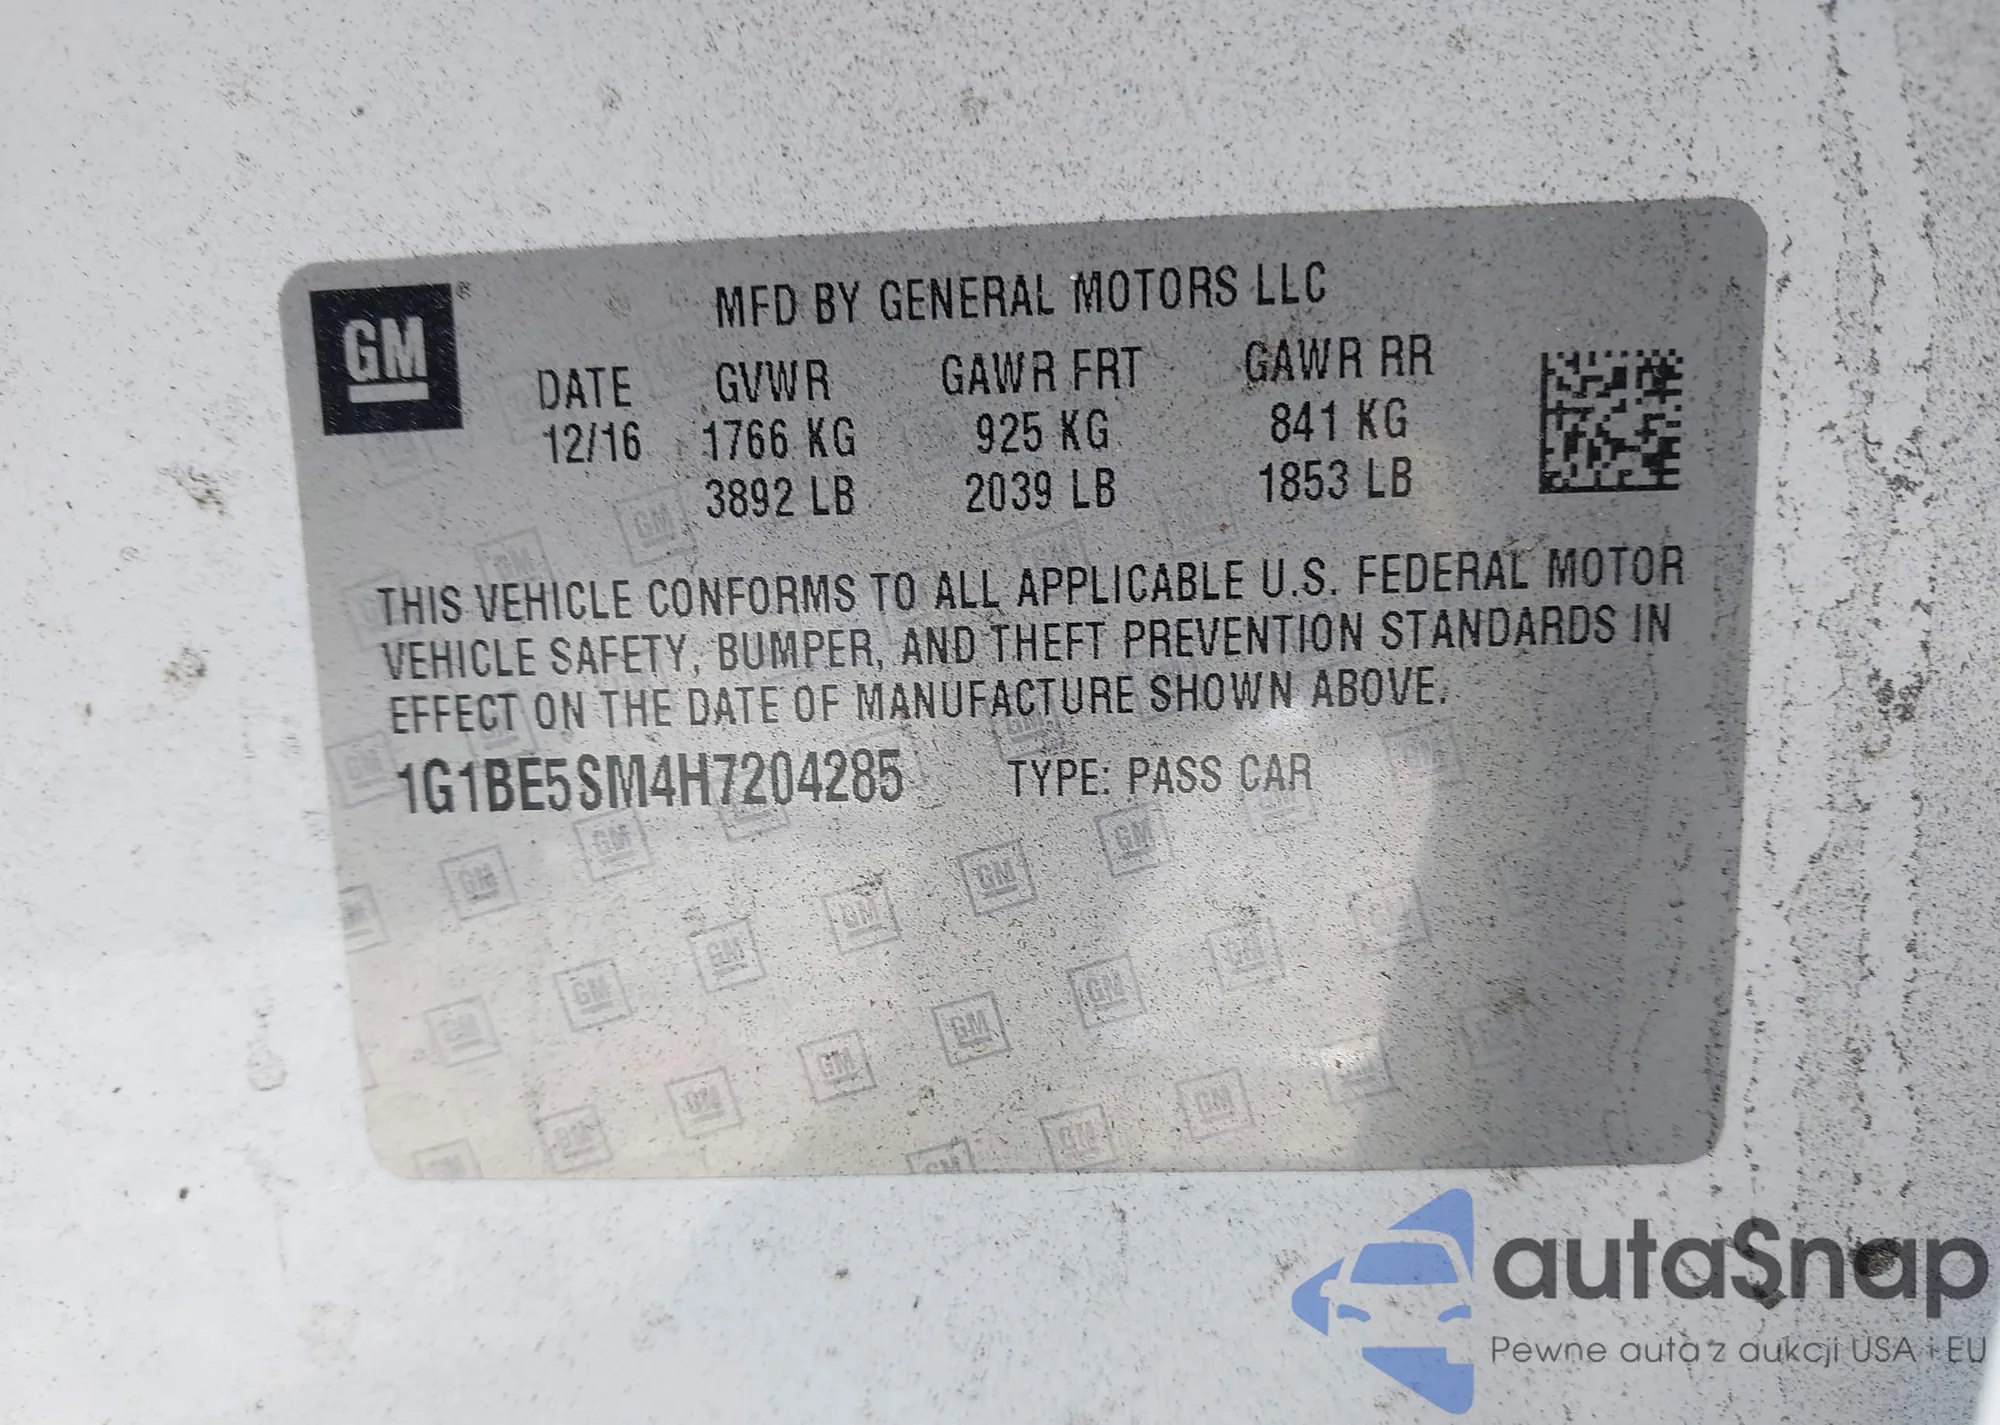 GM ®
MFD BY GENERAL MOTORS LLC
DATE GVWR GAWR FRT GAWR RR
12/16 1766 KG 925 KG 841 KG
3892 LB 2039 LB 1853 LB
THIS VEHICLE CONFORMS TO ALL APPLICABLE U.S. FEDERAL MOTOR
VEHICLE SAFETY, BUMPER, AND THEFT PREVENTION STANDARDS IN
EFFECT ON THE DATE OF MANUFACTURE SHOWN ABOVE.
1G1BE5SM4H7204285 TYPE: PASS CAR
autaSnap
Pewne auta z aukcji USA i EU